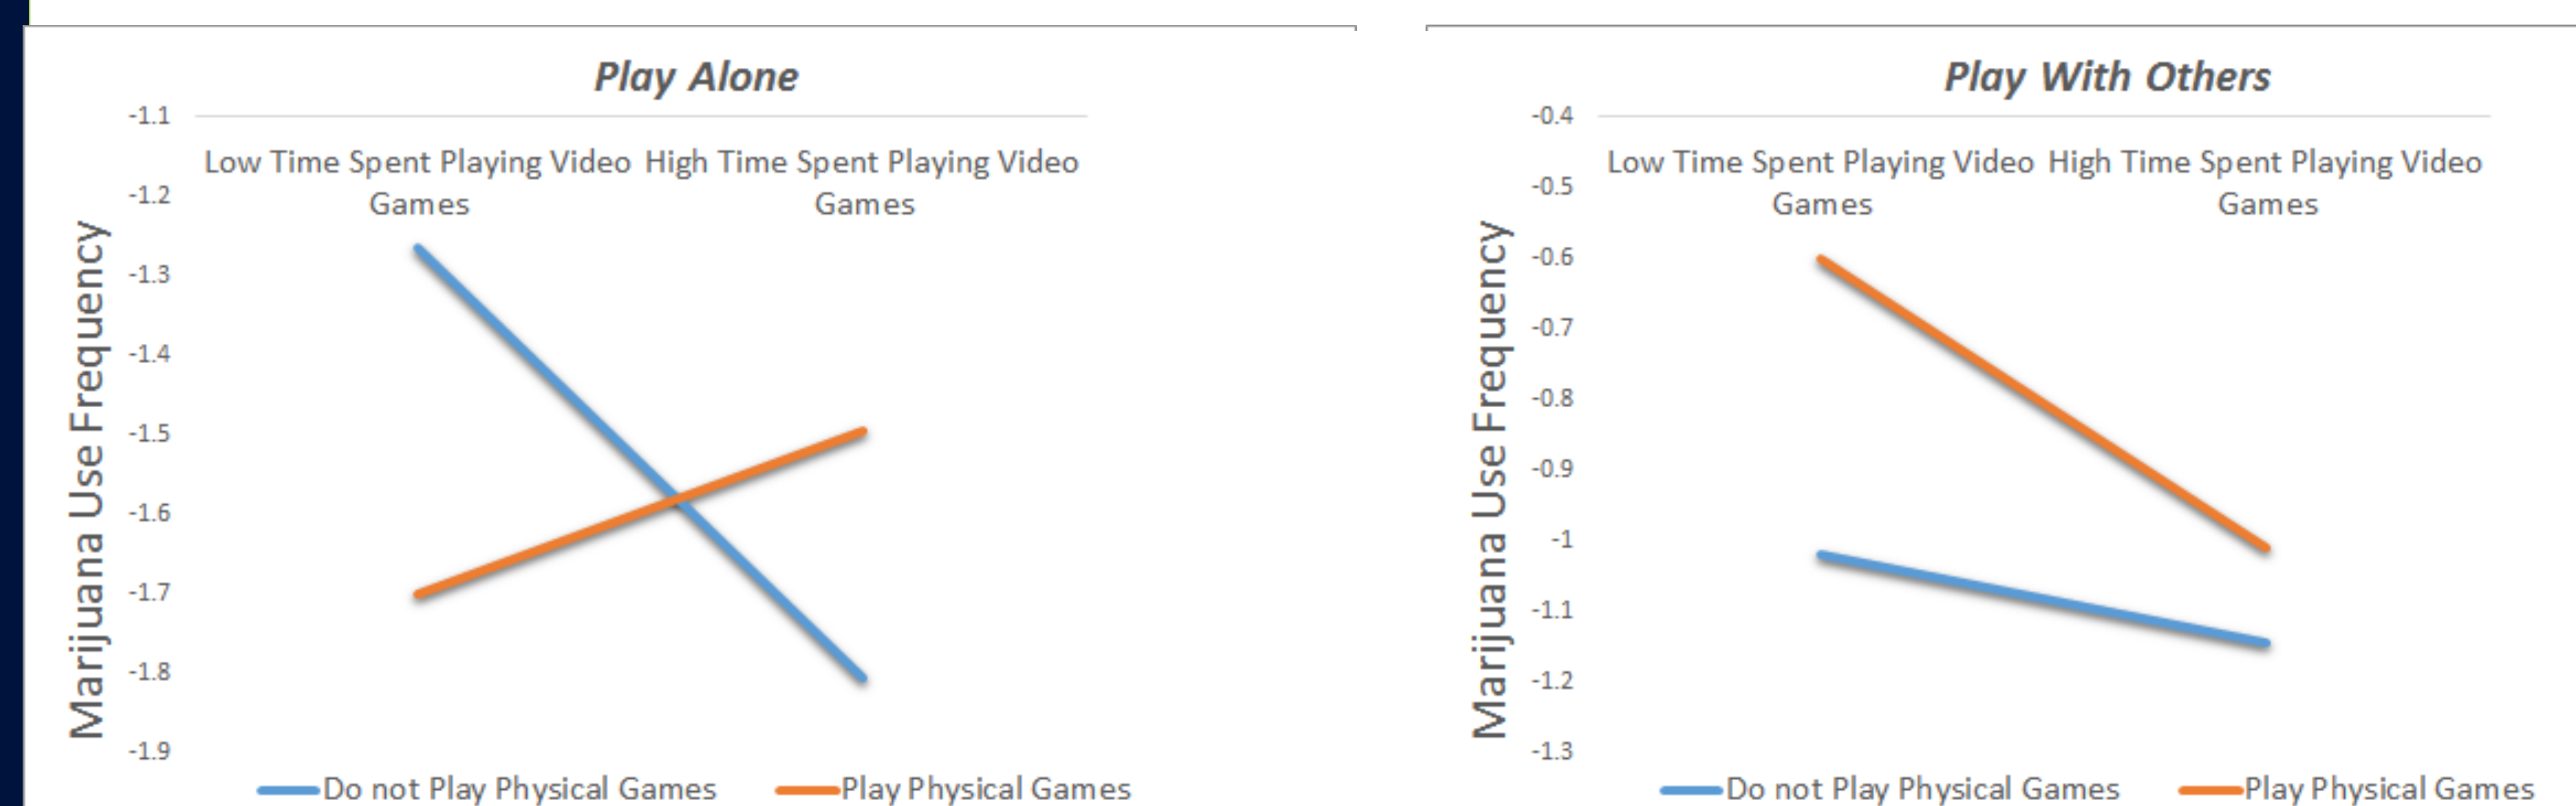 Play Alone
-1.1
Low Time Spent Playing Video High Time Spent Playing Video
Games Games
-1.2
-1.3
-1.4
-1.5
-1.6
-1.7
-1.8
-1.9
Marijuana Use Frequency
Do not Play Physical Games Play Physical Games
Play With Others
-0.4
Low Time Spent Playing Video High Time Spent Playing Video
Games Games
-0.5
-0.6
-0.7
-0.8
-0.9
-1
-1.1
-1.2
-1.3
Marijuana Use Frequency
Do not Play Physical Games Play Physical Games